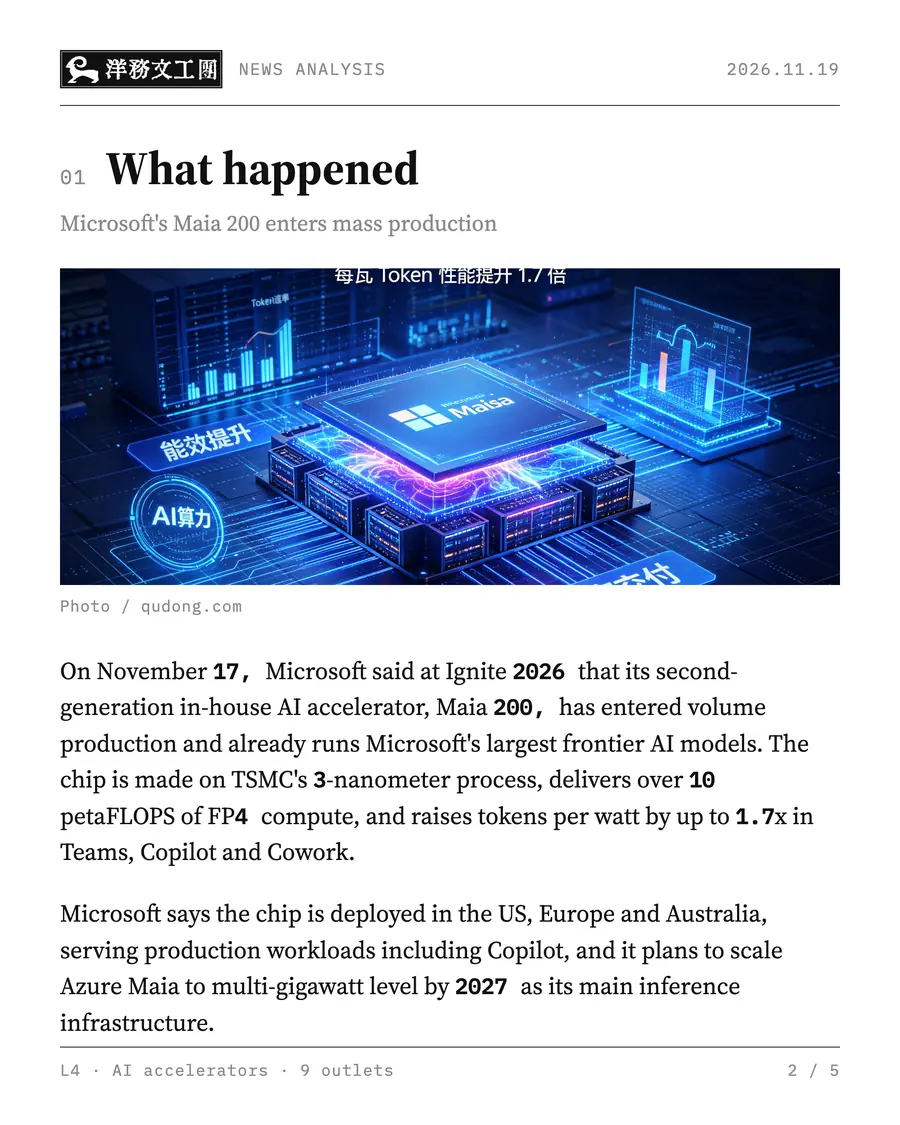 洋務文工團 NEWS ANALYSIS 2026.11.19
01 What happened
Microsoft's Maia 200 enters mass production
每瓦 Token 性能提升 1.7 倍
Token速率
Maisa
能效提升
AI算力
交付
Photo / qudong.com
On November 17, Microsoft said at Ignite 2026 that its second-
generation in-house AI accelerator, Maia 200, has entered volume
production and already runs Microsoft's largest frontier AI models. The
chip is made on TSMC's 3-nanometer process, delivers over 10
petaFLOPS of FP4 compute, and raises tokens per watt by up to 1.7x in
Teams, Copilot and Cowork.
Microsoft says the chip is deployed in the US, Europe and Australia,
serving production workloads including Copilot, and it plans to scale
Azure Maia to multi-gigawatt level by 2027 as its main inference
infrastructure.
L4 · AI accelerators · 9 outlets 2 / 5